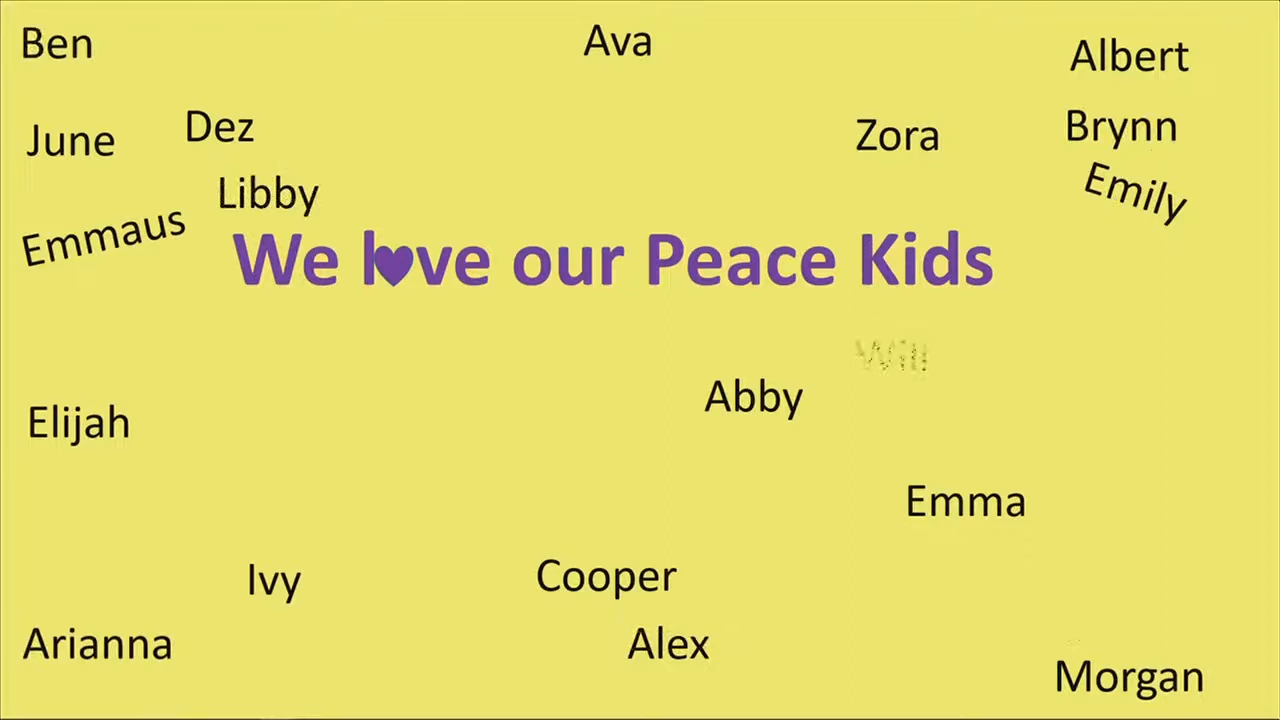 Ben
Ava
Albert
June
Dez
Zora
Brynn
Libby
Emily
Emmaus
We love our Peace Kids
Will
Abby
Elijah
Emma
Ivy
Cooper
Arianna
Alex
Morgan